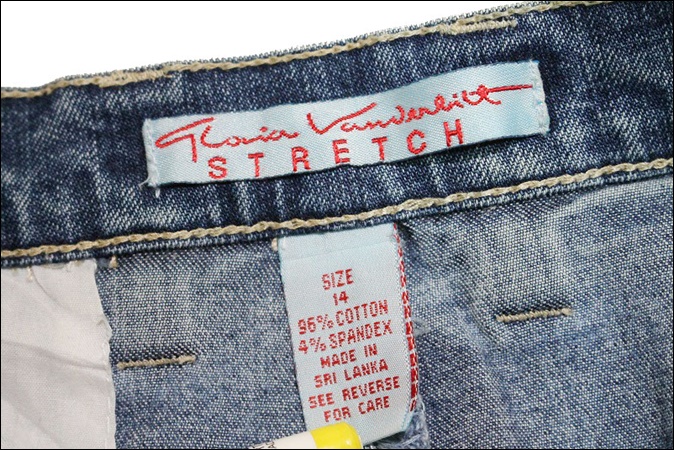 Gloria Vanderbilt
STRETCH
SIZE
14
96% COTTON
4% SPANDEX
MADE IN
SRI LANKA
SEE REVERSE
FOR CARE